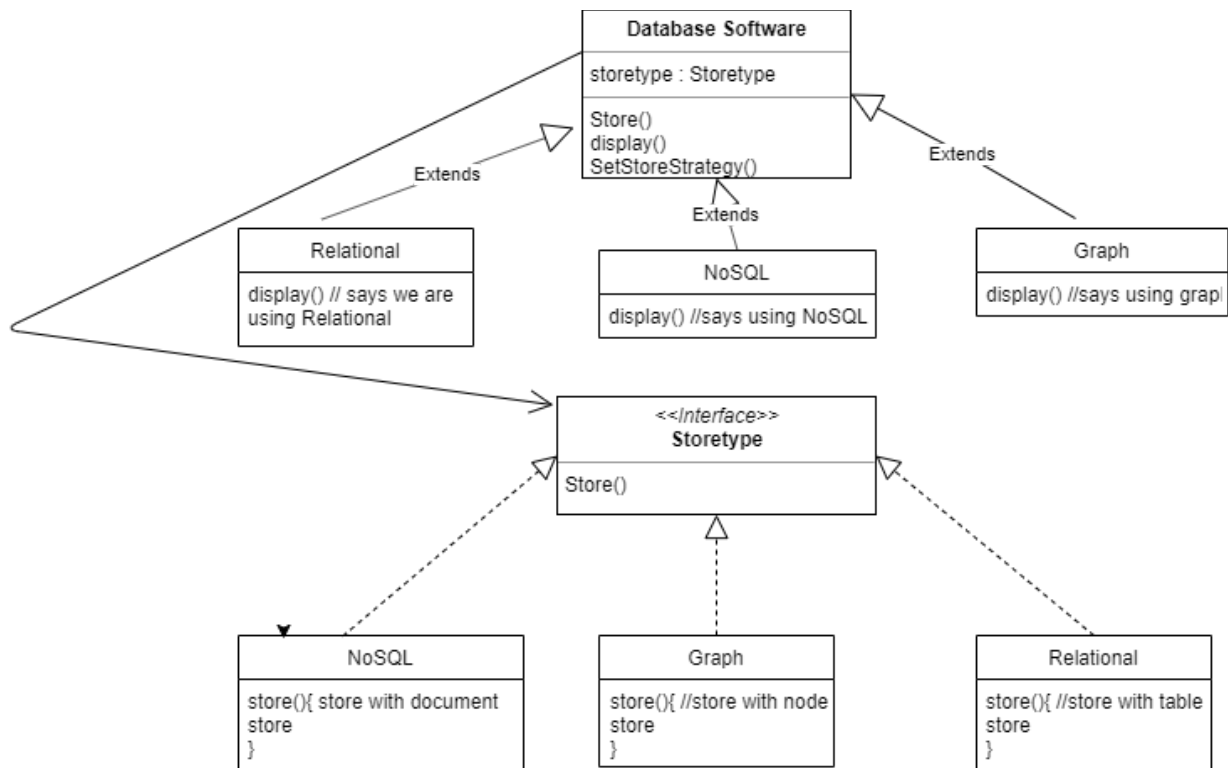 Database Software
storetype : Storetype
Store()
display()
SetStoreStrategy()
Extends
Extends
Extends
Relational
display() // says we are
using Relational
NoSQL
display() //says using NoSQL
Graph
display() //says using grap
<<Interface>>
Storetype
Store()
NoSQL
store(){ store with document
store
}
Graph
store(){ //store with node
store
}
Relational
store(){ //store with table
store
}